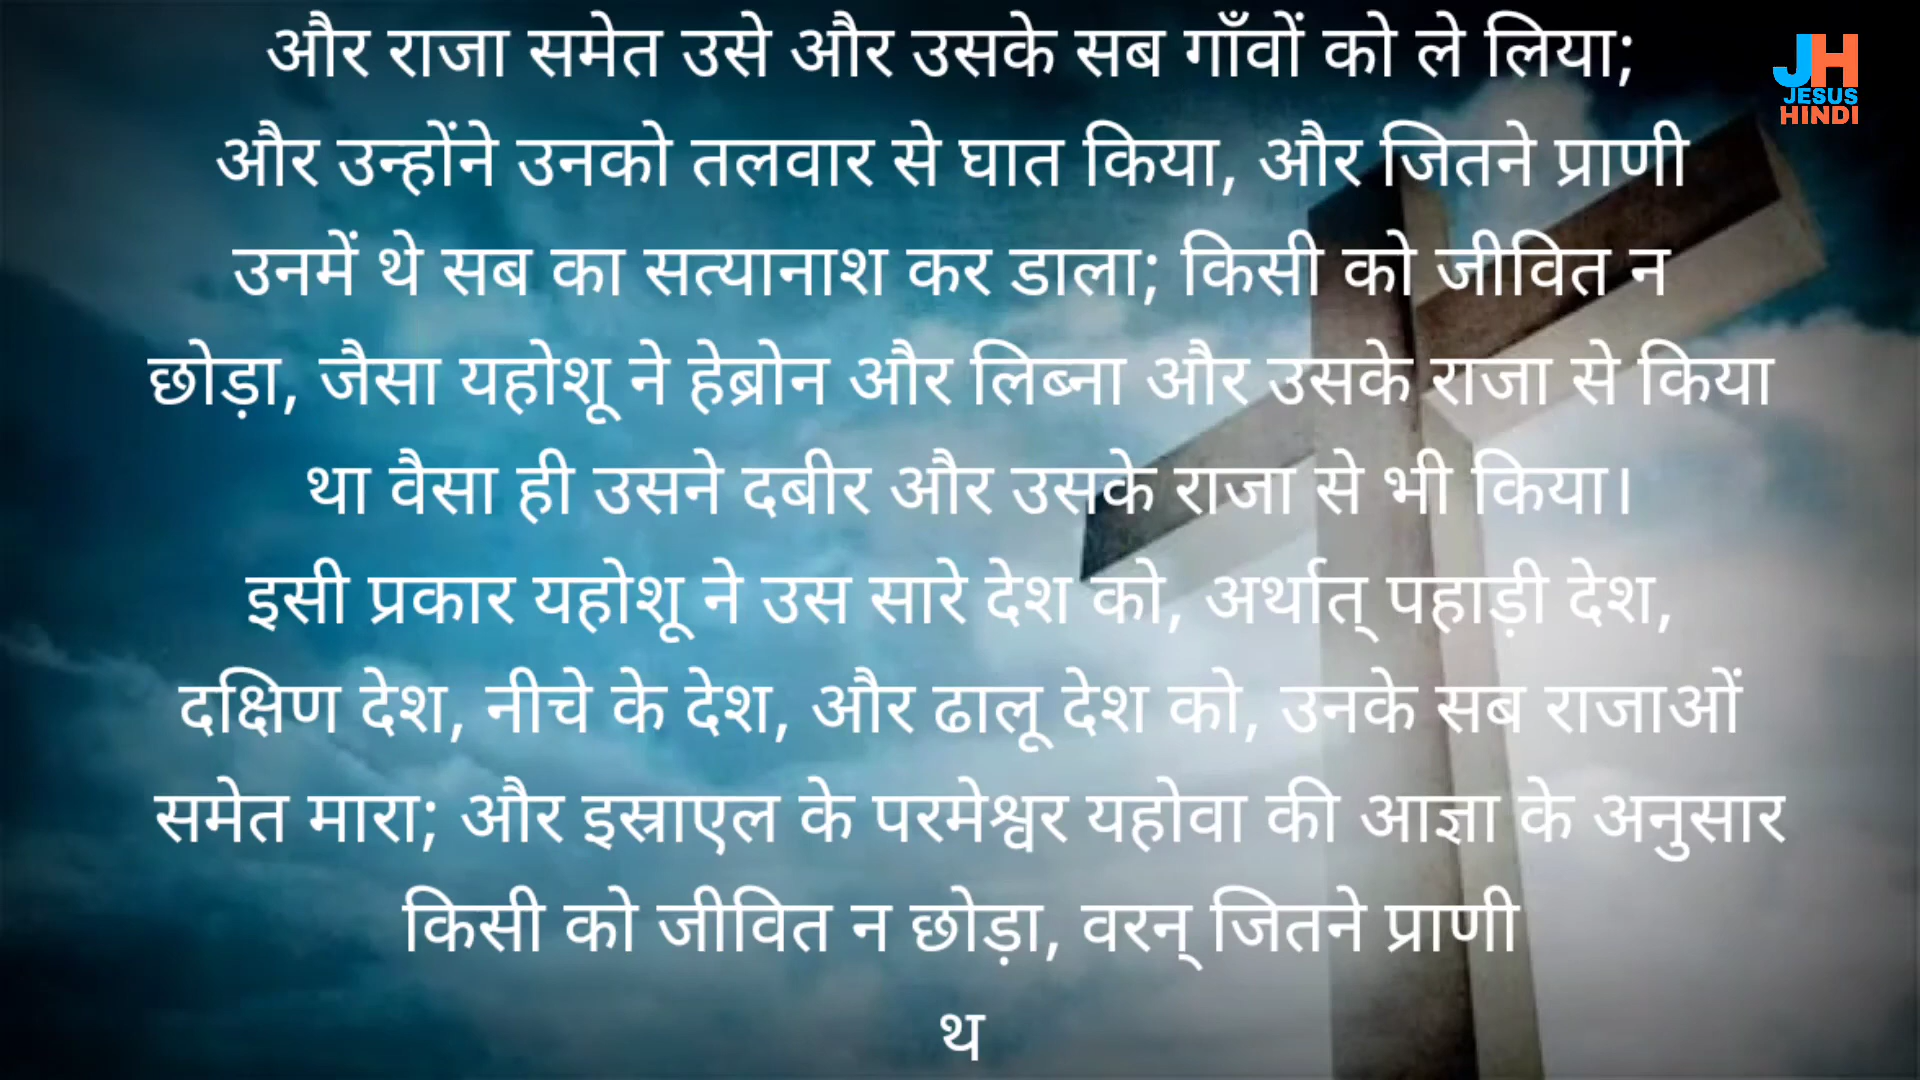 और राजा समेत उसे और उसके सब गाँवों को ले लिया;
और उन्होंने उनको तलवार से घात किया, और जितने प्राणी
उनमें थे सब का सत्यानाश कर डाला; किसी को जीवित न
छोड़ा, जैसा यहोशू ने हेब्रोन और लिब्ना और उसके राजा से किया
था वैसा ही उसने दबीर और उसके राजा से भी किया।
इसी प्रकार यहोशू ने उस सारे देश को, अर्थात् पहाड़ी देश,
दक्षिण देश, नीचे के देश, और ढालू देश को, उनके सब राजाओं
समेत मारा; और इस्राएल के परमेश्वर यहोवा की आज्ञा के अनुसार
किसी को जीवित न छोड़ा, वरन् जितने प्राणी
थ
JH
JESUS
HINDI